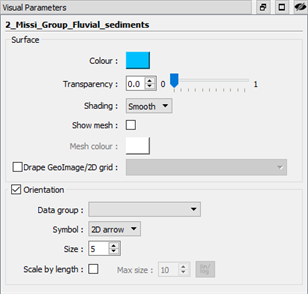 Visual Parameters
2_Missi_Group_Fluvial_sediments
Surface
Colour :
Transparency : 0.0 0 1
Shading : Smooth
Show mesh :
Mesh colour :
Drape GeoImage/2D grid :
Orientation
Data group :
Symbol : 2D arrow
Size : 5
Scale by length : Max size : 10